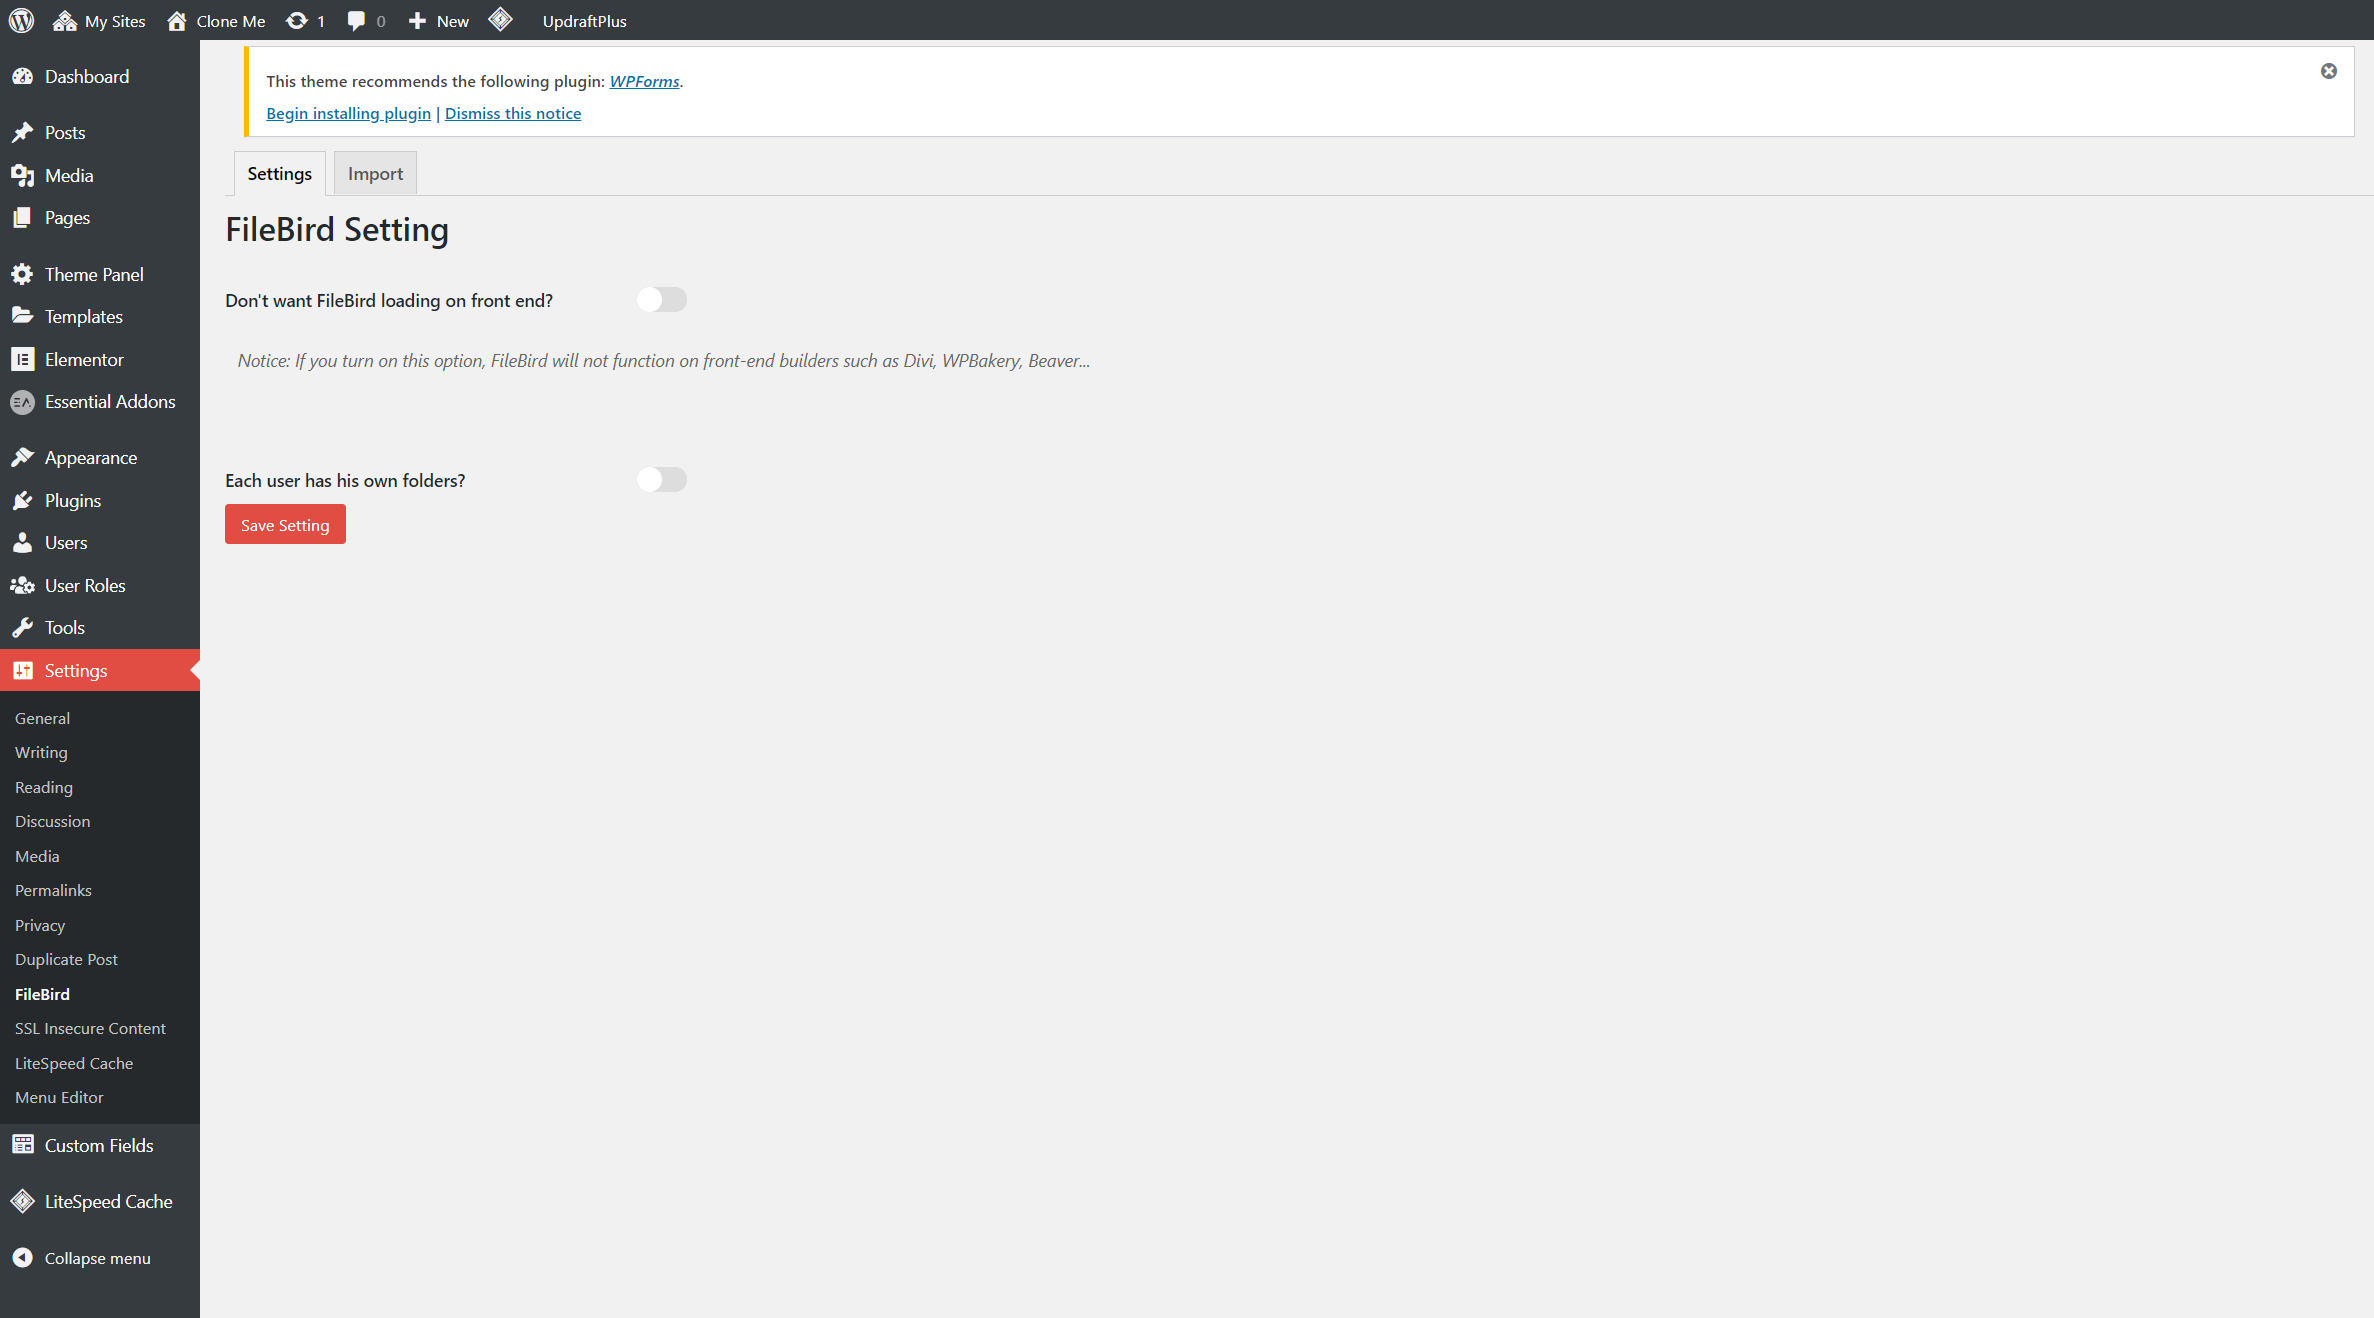 My Sites
Clone Me
1
0
New
UpdraftPlus
Dashboard
Posts
Media
Pages
Theme Panel
Templates
Elementor
Essential Addons
Appearance
Plugins
Users
User Roles
Tools
Settings
General
Writing
Reading
Discussion
Media
Permalinks
Privacy
Duplicate Post
FileBird
SSL Insecure Content
LiteSpeed Cache
Menu Editor
Custom Fields
LiteSpeed Cache
Collapse menu
This theme recommends the following plugin: WPForms.
Begin installing plugin | Dismiss this notice
Settings
Import
FileBird Setting
Don't want FileBird loading on front end?
Notice: If you turn on this option, FileBird will not function on front-end builders such as Divi, WPBakery, Beaver...
Each user has his own folders?
Save Setting